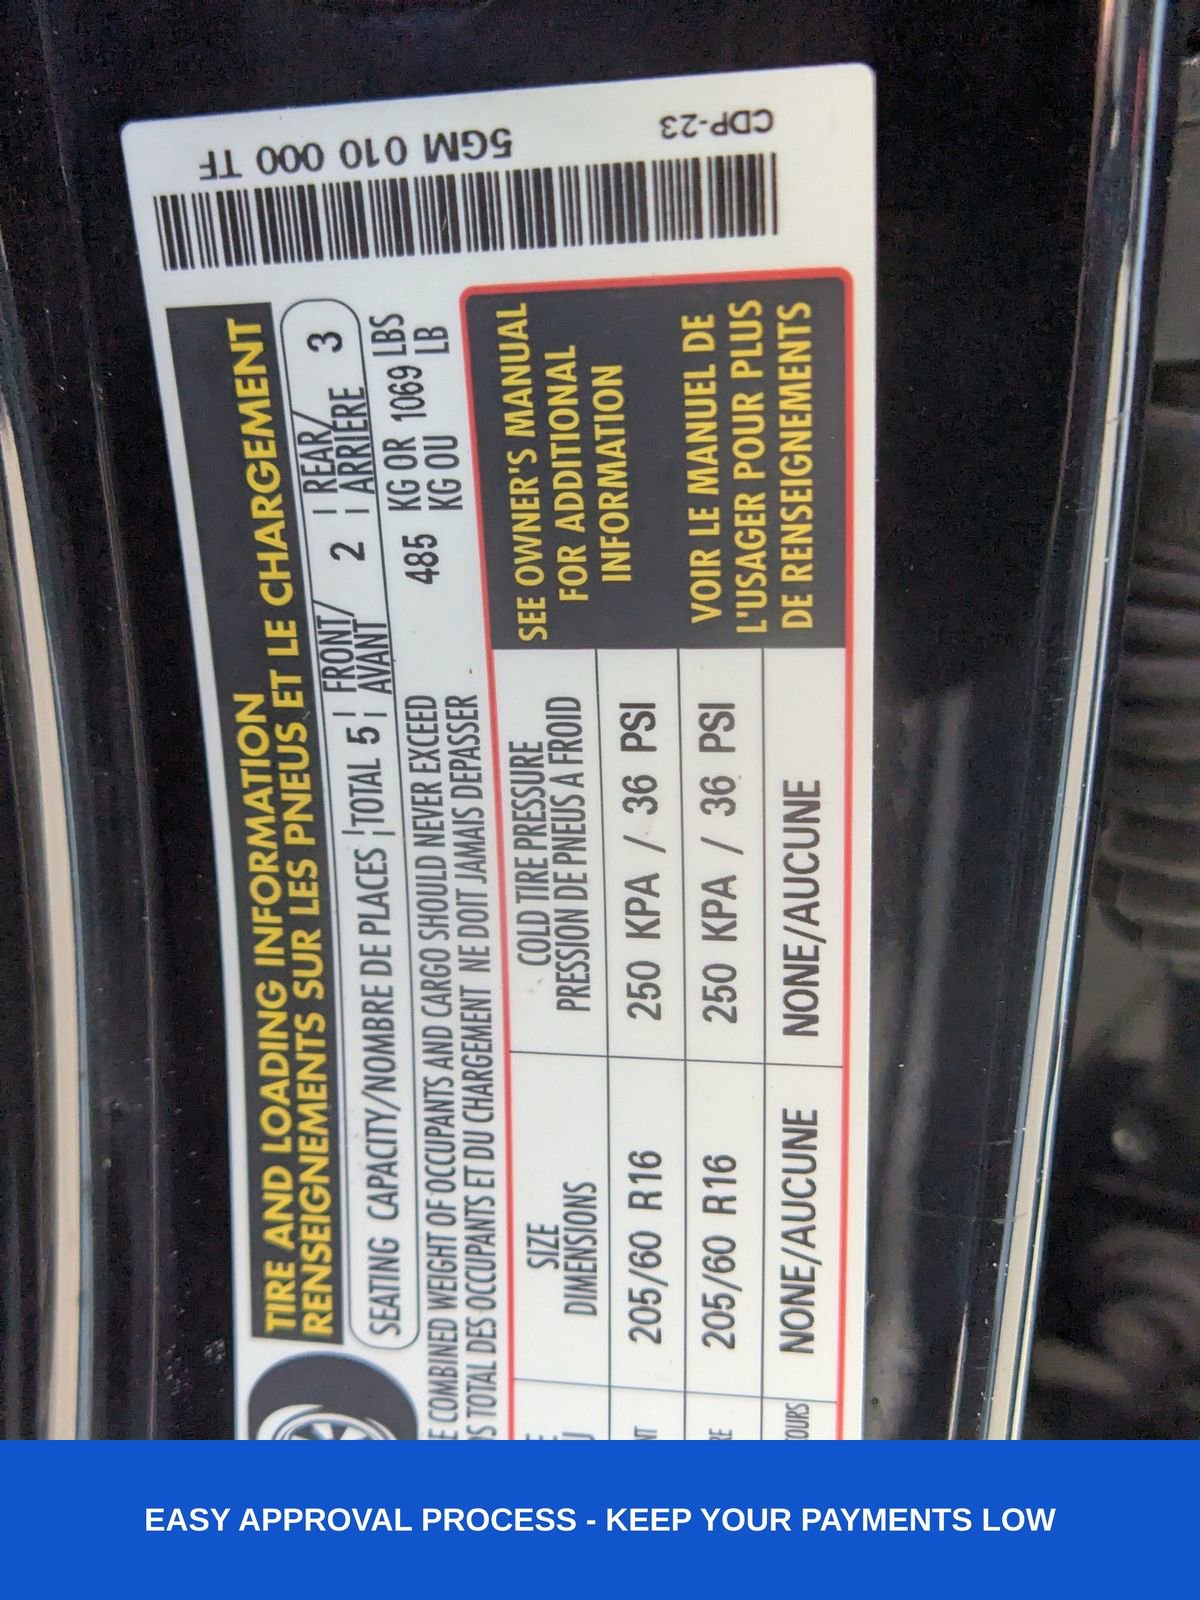 TIRE AND LOADING INFORMATION
RENSEIGNEMENTS SUR LES PNEUS ET LE CHARGEMENT
SEATING CAPACITY/NOMBRE DE PLACES TOTAL 5 FRONT/ AVANT 2 REAR/ ARRIERE 3
COMBINED WEIGHT OF OCCUPANTS AND CARGO SHOULD NEVER EXCEED 485 KG OR 1069 LBS
TOTAL DES OCCUPANTS ET DU CHARGEMENT NE DOIT JAMAIS DEPASSER KG OU LB
SIZE
DIMENSIONS
COLD TIRE PRESSURE
PRESSION DE PNEUS A FROID
205/60 R16 250 KPA / 36 PSI
205/60 R16 250 KPA / 36 PSI
NONE/AUCUNE NONE/AUCUNE
SEE OWNER'S MANUAL
FOR ADDITIONAL
INFORMATION
VOIR LE MANUEL DE
L'USAGER POUR PLUS
DE RENSEIGNEMENTS
5GM 010 000 TF
CDP-23
EASY APPROVAL PROCESS - KEEP YOUR PAYMENTS LOW